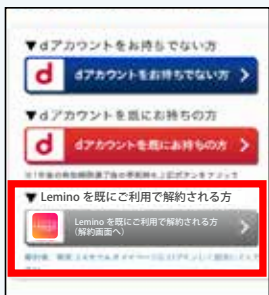 ▼dアカウントをお持ちでない方
d dアカウントをお持ちでない方 >
▼dアカウントを既にお持ちの方
d dアカウントを既にお持ちの方 >
▼ Lemino を既にご利用で解約される方
Lemino を既にご利用で解約される方
(解約画面へ)